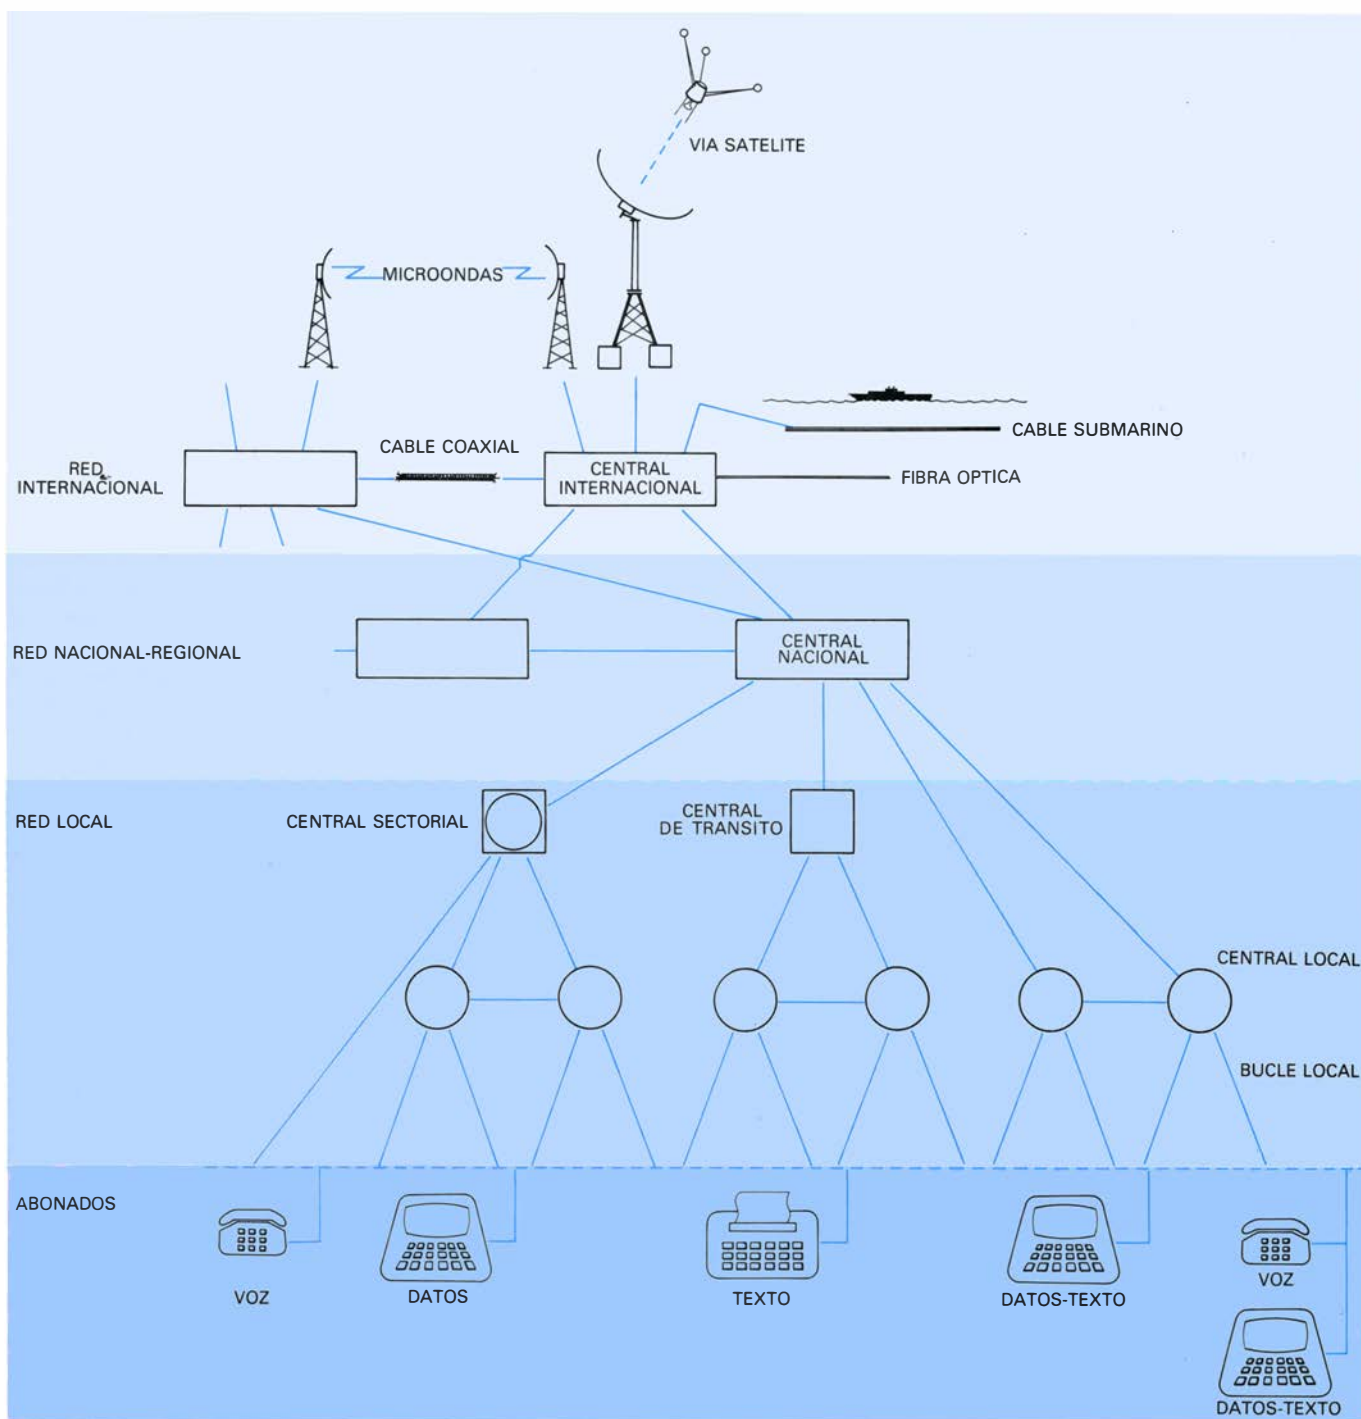 VIA SATELITE
MICROONDAS
CABLE SUBMARINO
CABLE COAXIAL
RED
INTERNACIONAL
CENTRAL
INTERNACIONAL
FIBRA OPTICA
RED NACIONAL-REGIONAL
CENTRAL
NACIONAL
RED LOCAL
CENTRAL SECTORIAL
CENTRAL
DE TRANSITO
CENTRAL LOCAL
BUCLE LOCAL
ABONADOS
VOZ
DATOS
TEXTO
DATOS-TEXTO
VOZ
DATOS-TEXTO